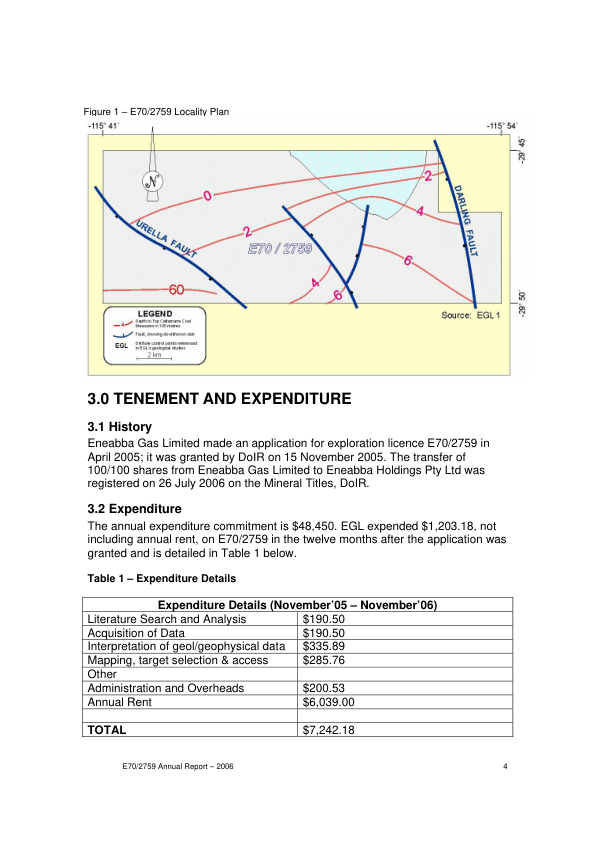 Figure 1 – E70/2759 Locality Plan
-115° 41'
-115° 54'
-29° 45'
N
0
2
2
4
6
4
6
60
URELLA FAULT
DARLING FAULT
E70 / 2759
-29° 50'
Source: EGL 1
LEGEND
Depth to Top Cattamarra Coal
Measures in 100 metres
Fault, showing downthrown side
EGL
Drill hole control points referenced
in EGL's geological studies
2 km
3.0 TENEMENT AND EXPENDITURE
3.1 History
Eneabba Gas Limited made an application for exploration licence E70/2759 in
April 2005; it was granted by DoIR on 15 November 2005. The transfer of
100/100 shares from Eneabba Gas Limited to Eneabba Holdings Pty Ltd was
registered on 26 July 2006 on the Mineral Titles, DoIR.
3.2 Expenditure
The annual expenditure commitment is $48,450. EGL expended $1,203.18, not
including annual rent, on E70/2759 in the twelve months after the application was
granted and is detailed in Table 1 below.
Table 1 – Expenditure Details
Expenditure Details (November'05 – November'06)
Literature Search and Analysis $190.50
Acquisition of Data $190.50
Interpretation of geol/geophysical data $335.89
Mapping, target selection & access $285.76
Other
Administration and Overheads $200.53
Annual Rent $6,039.00
TOTAL $7,242.18
E70/2759 Annual Report – 2006 4